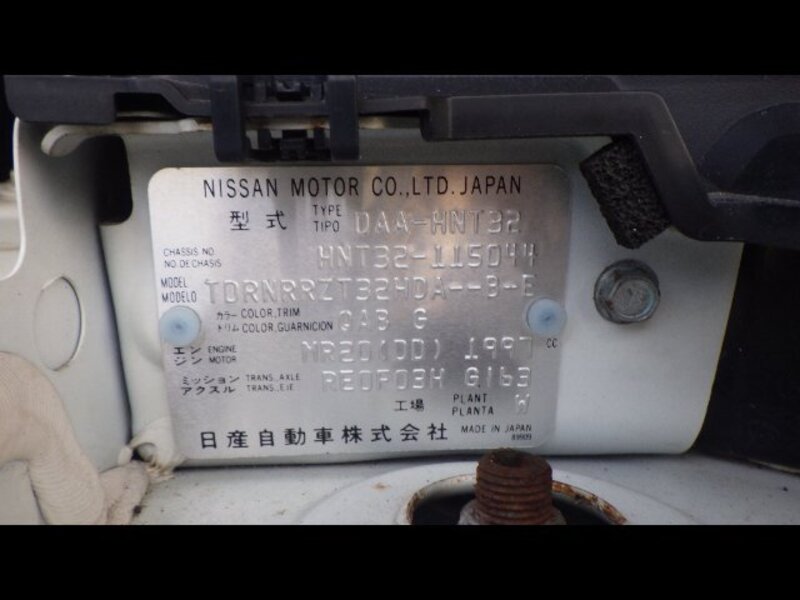 NISSAN MOTOR CO.,LTD. JAPAN
型式 TYPE TIPO DAA-HNT32
CHASSIS NO. NO. DE CHASIS HNT32-115044
MODEL MODELO TDRNRRZT32HDA--B-E
カラー COLOR,TRIM トリム COLOR,GUARNICION QAB G
エンジン ENGINE MOTOR MR20(DD) 1997 CC
ミッション TRANS.,AXLE アクスル TRANS.,EJE RE0F03H G163
工場 PLANT PLANTA W
日産自動車株式会社 MADE IN JAPAN